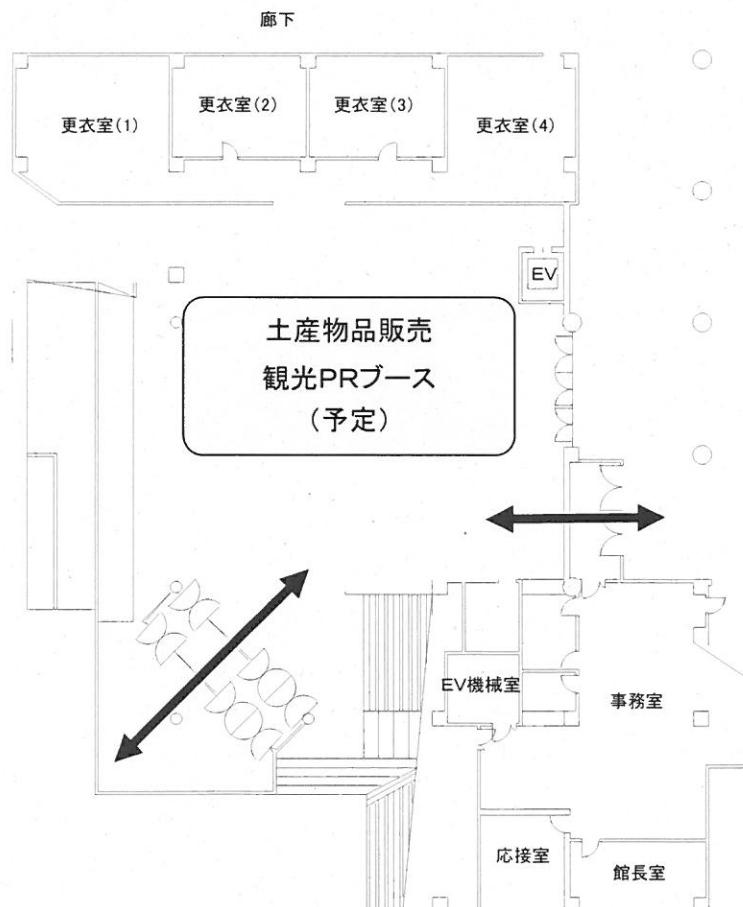 廊下
更衣室(1)
更衣室(2)
更衣室(3)
更衣室(4)
EV
土産物品販売
観光PRブース
(予定)
EV機械室
事務室
応接室
館長室